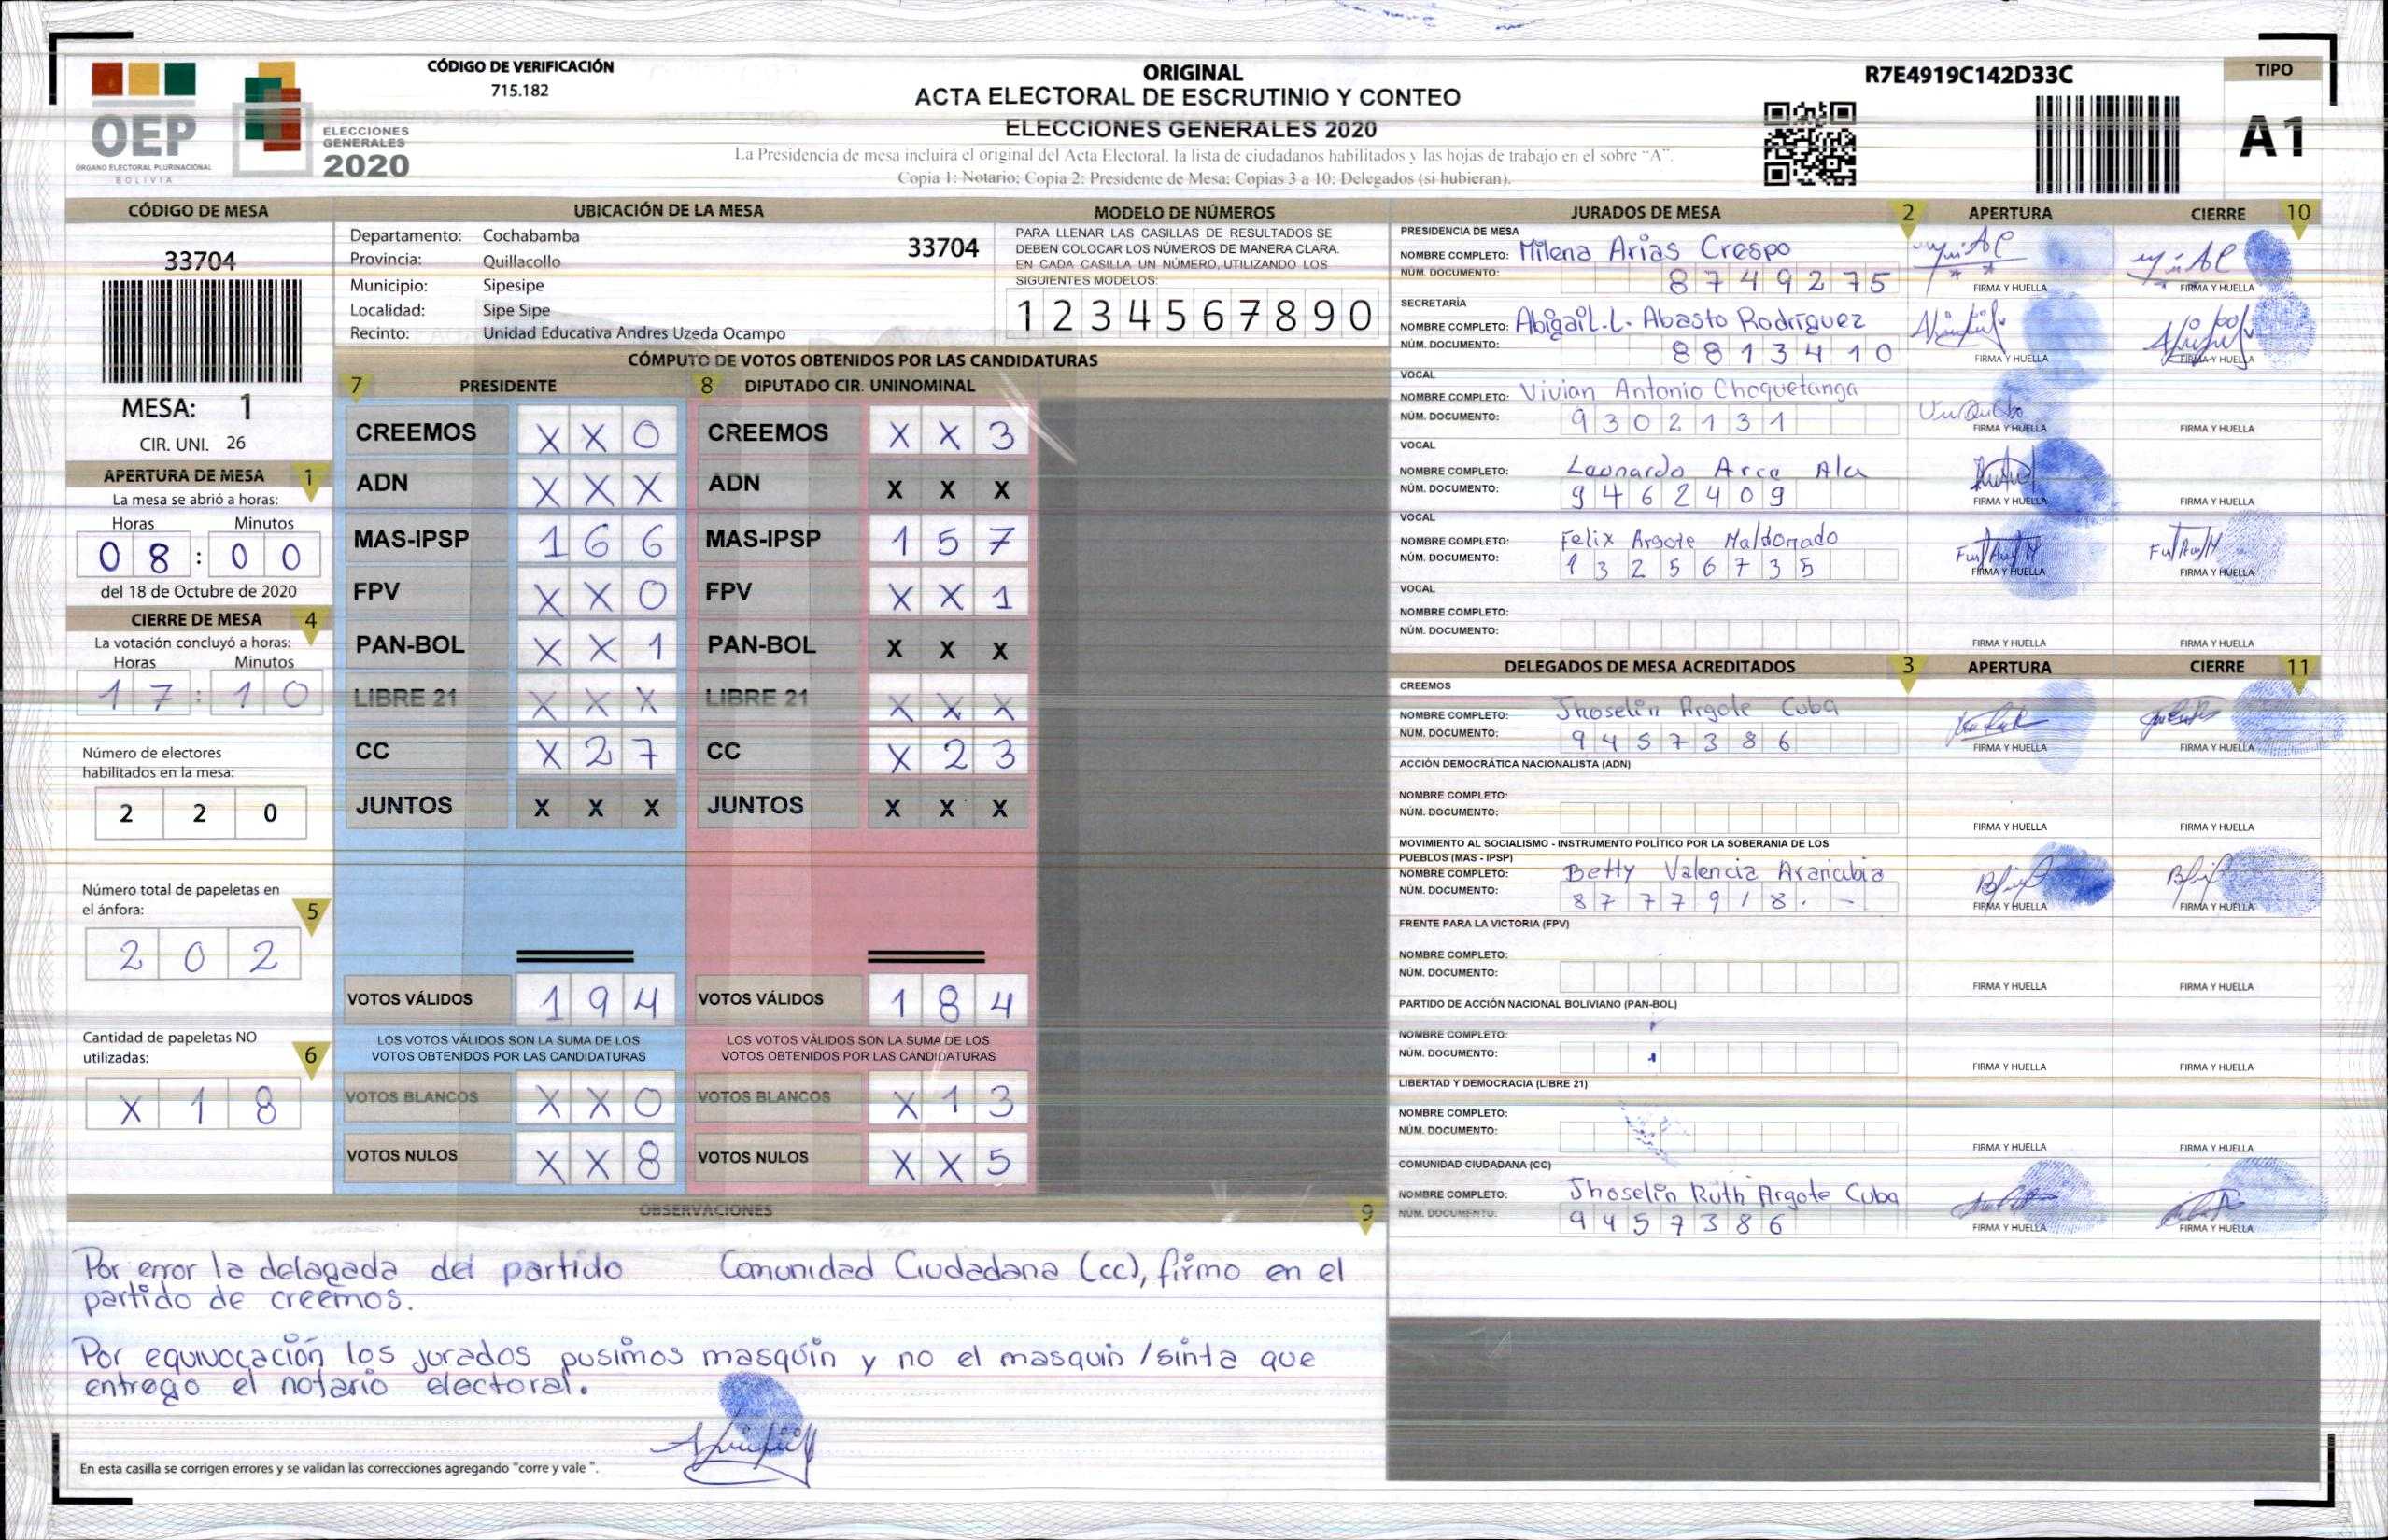 CÓDIGO DE VERIFICACIÓN
715.182
OEP
ÓRGANO ELECTORAL PLURINACIONAL
BOLIVIA
ELECCIONES
GENERALES
2020
ORIGINAL
ACTA ELECTORAL DE ESCRUTINIO Y CONTEO
ELECCIONES GENERALES 2020
La Presidencia de mesa incluirá el original del Acta Electoral, la lista de ciudadanos habilitados y las hojas de trabajo en el sobre “A”.
Copia 1: Notario; Copia 2: Presidente de Mesa; Copias 3 a 10: Delegados (si hubieran).
R7E4919C142D33C
TIPO
A1
CÓDIGO DE MESA
33704
MESA: 1
CIR. UNI. 26
APERTURA DE MESA 1
La mesa se abrió a horas:
Horas Minutos
0 8 : 0 0
del 18 de Octubre de 2020
CIERRE DE MESA 4
La votación concluyó a horas:
Horas Minutos
1 7 : 1 0
Número de electores
habilitados en la mesa:
2 2 0
Número total de papeletas en
el ánfora: 5
2 0 2
Cantidad de papeletas NO
utilizadas: 6
X 1 8
UBICACIÓN DE LA MESA
Departamento: Cochabamba 33704
Provincia: Quillacollo
Municipio: Sipesipe
Localidad: Sipe Sipe
Recinto: Unidad Educativa Andres Uzeda Ocampo
MODELO DE NÚMEROS
PARA LLENAR LAS CASILLAS DE RESULTADOS SE
DEBEN COLOCAR LOS NÚMEROS DE MANERA CLARA.
EN CADA CASILLA UN NÚMERO, UTILIZANDO LOS
SIGUIENTES MODELOS:
1 2 3 4 5 6 7 8 9 0
CÓMPUTO DE VOTOS OBTENIDOS POR LAS CANDIDATURAS
7 PRESIDENTE 8 DIPUTADO CIR. UNINOMINAL
CREEMOS X X 0 CREEMOS X X 3
ADN X X X ADN X X X
MAS-IPSP 1 6 6 MAS-IPSP 1 5 7
FPV X X 0 FPV X X 1
PAN-BOL X X 1 PAN-BOL X X X
LIBRE 21 X X X LIBRE 21 X X X
CC X 2 7 CC X 2 3
JUNTOS X X X JUNTOS X X X
VOTOS VÁLIDOS 1 9 4 VOTOS VÁLIDOS 1 8 4
LOS VOTOS VÁLIDOS SON LA SUMA DE LOS LOS VOTOS VÁLIDOS SON LA SUMA DE LOS
VOTOS OBTENIDOS POR LAS CANDIDATURAS VOTOS OBTENIDOS POR LAS CANDIDATURAS
VOTOS BLANCOS X X 0 VOTOS BLANCOS X 1 3
VOTOS NULOS X X 8 VOTOS NULOS X X 5
OBSERVACIONES 9
Por error la delagada del partido Comunidad Ciudadana (cc), firmo en el
partido de creemos.
Por equivocación los jurados pusimos masquin y no el masquin /sinta que
entrego el notario electoral.
En esta casilla se corrigen errores y se validan las correcciones agregando "corre y vale ".
JURADOS DE MESA 2 APERTURA CIERRE 10
PRESIDENCIA DE MESA
NOMBRE COMPLETO: Milena Arias Crespo
NÚM. DOCUMENTO: 8 7 4 9 2 7 5
FIRMA Y HUELLA FIRMA Y HUELLA
SECRETARÍA
NOMBRE COMPLETO: Abigail.L. Abasto Rodríguez
NÚM. DOCUMENTO: 8 8 1 3 4 1 0
FIRMA Y HUELLA FIRMA Y HUELLA
VOCAL
NOMBRE COMPLETO: Vivian Antonio Choquetanga
NÚM. DOCUMENTO: 9 3 0 2 1 3 1
FIRMA Y HUELLA FIRMA Y HUELLA
VOCAL
NOMBRE COMPLETO: Leonardo Arce
NÚM. DOCUMENTO: 9 4 6 2 4 0 9
FIRMA Y HUELLA FIRMA Y HUELLA
VOCAL
NOMBRE COMPLETO: Felix Argote Maldonado
NÚM. DOCUMENTO: 1 3 2 5 6 7 3 5
FIRMA Y HUELLA FIRMA Y HUELLA
VOCAL
NOMBRE COMPLETO:
NÚM. DOCUMENTO:
FIRMA Y HUELLA FIRMA Y HUELLA
DELEGADOS DE MESA ACREDITADOS 3 APERTURA CIERRE 11
CREEMOS
NOMBRE COMPLETO: Jhoselin Argote Cuba
NÚM. DOCUMENTO: 9 4 5 7 3 8 6
FIRMA Y HUELLA FIRMA Y HUELLA
ACCIÓN DEMOCRÁTICA NACIONALISTA (ADN)
NOMBRE COMPLETO:
NÚM. DOCUMENTO:
FIRMA Y HUELLA FIRMA Y HUELLA
MOVIMIENTO AL SOCIALISMO - INSTRUMENTO POLÍTICO POR LA SOBERANIA DE LOS
PUEBLOS (MAS - IPSP)
NOMBRE COMPLETO: Betty Valencia
NÚM. DOCUMENTO: 8 7 7 7 9 1 8 . -
FIRMA Y HUELLA FIRMA Y HUELLA
FRENTE PARA LA VICTORIA (FPV)
NOMBRE COMPLETO:
NÚM. DOCUMENTO:
FIRMA Y HUELLA FIRMA Y HUELLA
PARTIDO DE ACCIÓN NACIONAL BOLIVIANO (PAN-BOL)
NOMBRE COMPLETO:
NÚM. DOCUMENTO:
FIRMA Y HUELLA FIRMA Y HUELLA
LIBERTAD Y DEMOCRACIA (LIBRE 21)
NOMBRE COMPLETO:
NÚM. DOCUMENTO:
FIRMA Y HUELLA FIRMA Y HUELLA
COMUNIDAD CIUDADANA (CC)
NOMBRE COMPLETO: Jhoselin Ruth Argote Cuba
NÚM. DOCUMENTO: 9 4 5 7 3 8 6
FIRMA Y HUELLA FIRMA Y HUELLA